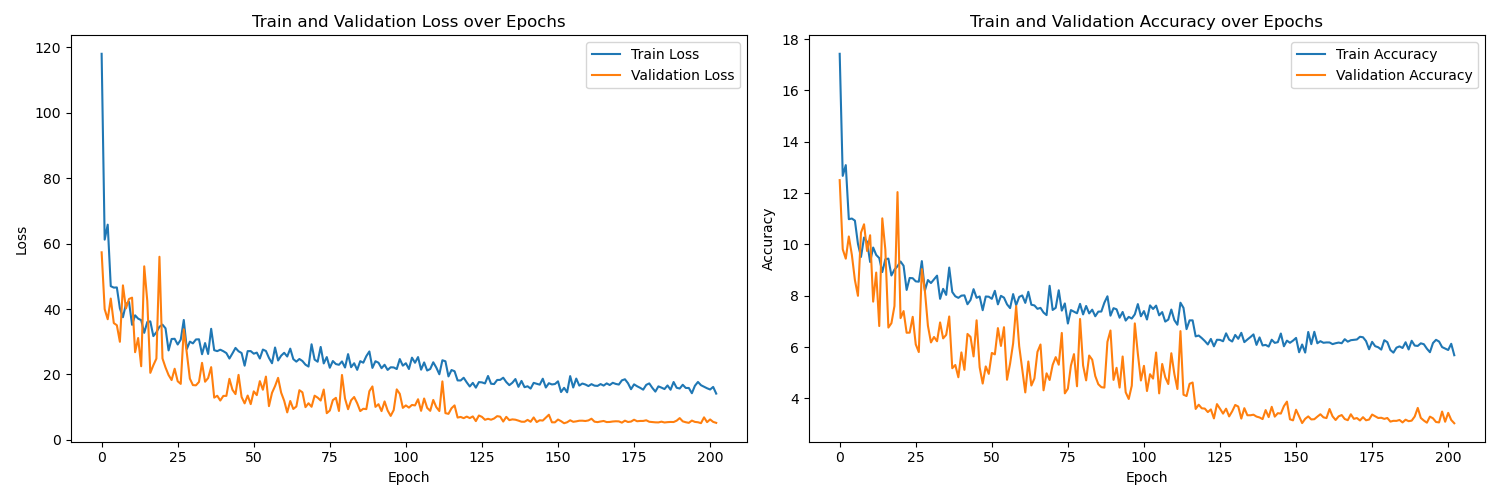 Train and Validation Loss over Epochs
120
100
80
60
40
20
0
Loss
Train Loss
Validation Loss
0 25 50 75 100 125 150 175 200
Epoch
Train and Validation Accuracy over Epochs
18
16
14
12
10
8
6
4
Accuracy
Train Accuracy
Validation Accuracy
0 25 50 75 100 125 150 175 200
Epoch